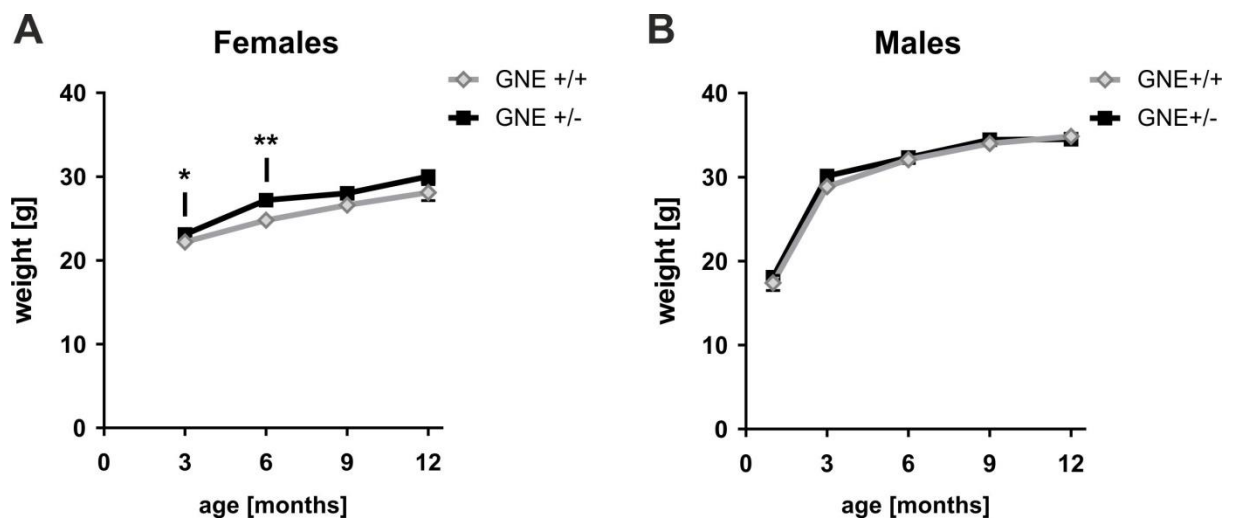 A
Females
GNE +/+
GNE +/-
40
30
20
10
0
*
**
weight [g]
0 3 6 9 12
age [months]
B
Males
GNE+/+
GNE+/-
40
30
20
10
0
weight [g]
0 3 6 9 12
age [months]